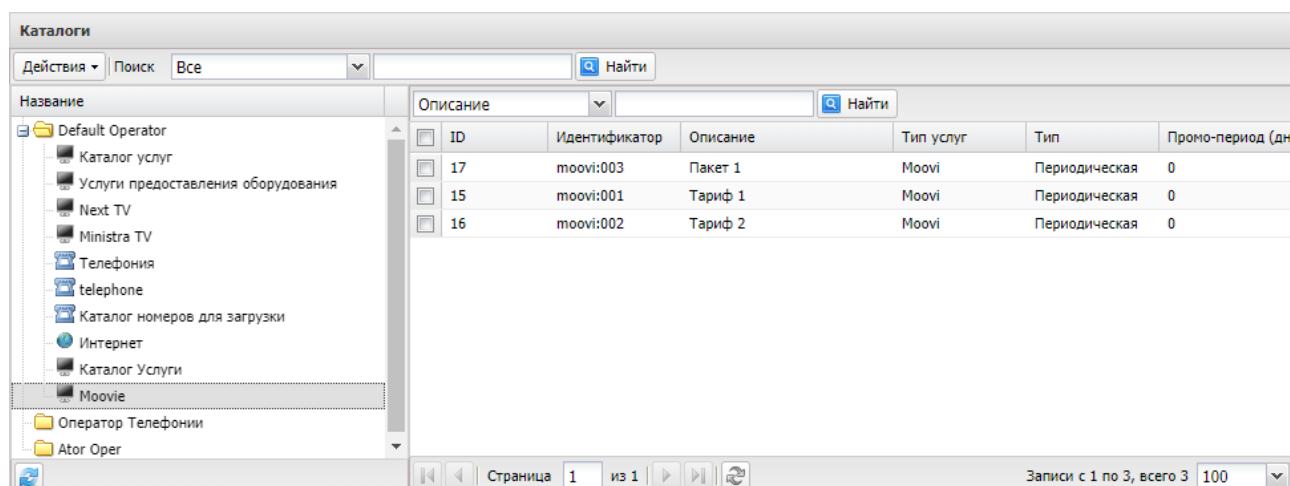 Каталоги
Действия Поиск Все Найти
Название
Default Operator
Каталог услуг
Услуги предоставления оборудования
Next TV
Ministra TV
Телефония
telephone
Каталог номеров для загрузки
Интернет
Каталог Услуги
Moovie
Оператор Телефонии
Ator Oper
Описание Найти
ID Идентификатор Описание Тип услуг Тип Промо-период (дн
17 moovi:003 Пакет 1 Moovi Периодическая 0
15 moovi:001 Тариф 1 Moovi Периодическая 0
16 moovi:002 Тариф 2 Moovi Периодическая 0
Страница 1 из 1 Записи с 1 по 3, всего 3 100